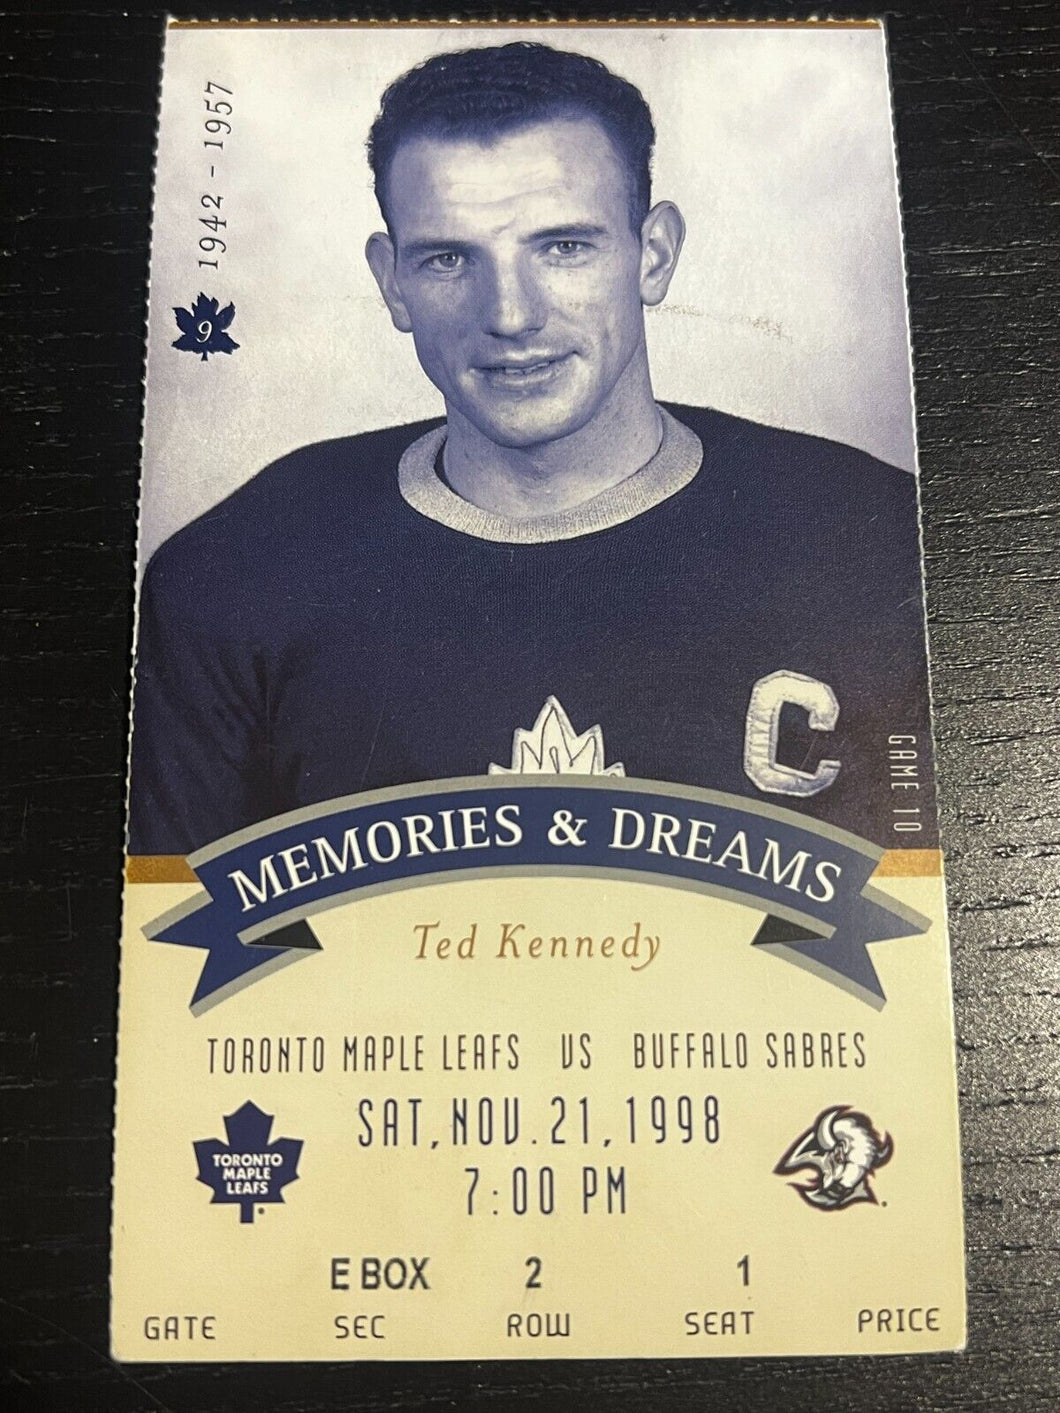 1942 - 1957
9
C
GAME 10
MEMORIES & DREAMS
Ted Kennedy
TORONTO MAPLE LEAFS VS BUFFALO SABRES
SAT, NOV. 21, 1998
7:00 PM
TORONTO
MAPLE
LEAFS
E BOX 2 1
GATE SEC ROW SEAT PRICE